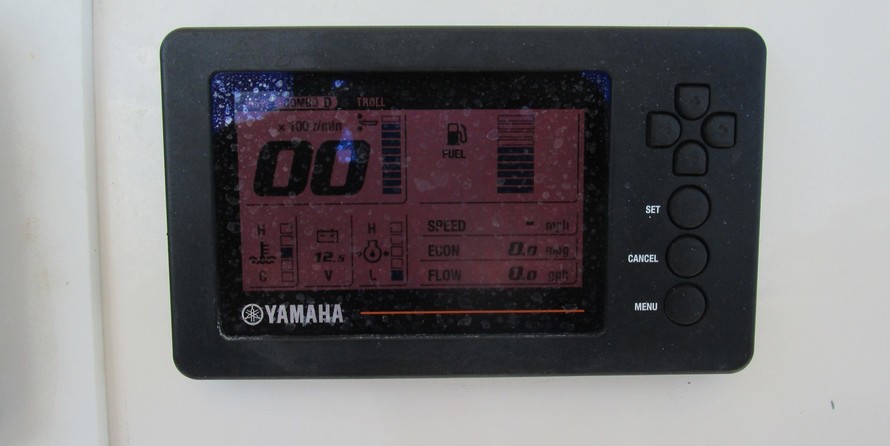 COMBO D TROLL
× 100 r/min
00
FUEL
H
C
12.5
V
H
L
SPEED - mph
ECON 0.0 mpg
FLOW 0.0 gph
SET
CANCEL
MENU
YAMAHA